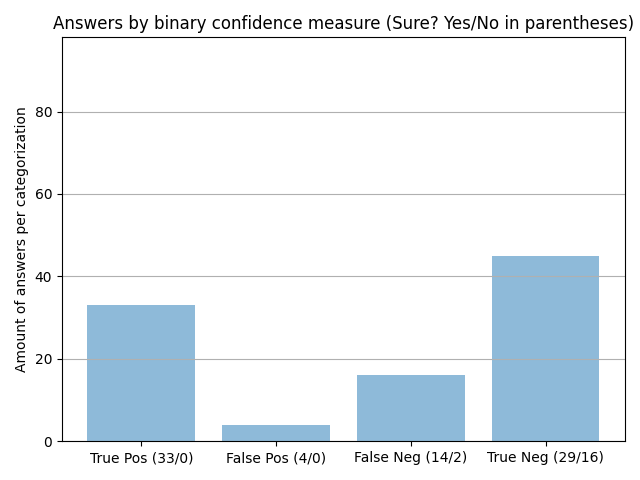 Answers by binary confidence measure (Sure? Yes/No in parentheses)
Amount of answers per categorization
80
60
40
20
0
True Pos (33/0) False Pos (4/0) False Neg (14/2) True Neg (29/16)